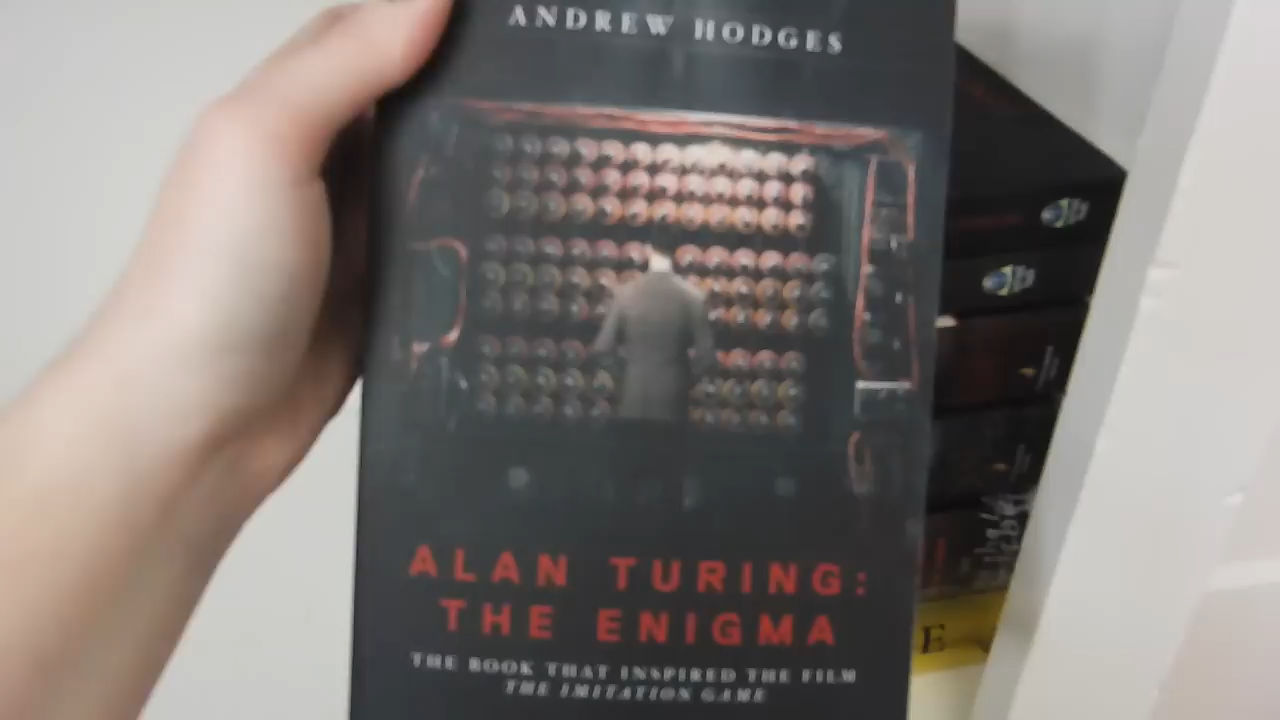 ANDREW HODGES
ALAN TURING:
THE ENIGMA
THE BOOK THAT INSPIRED THE FILM
THE IMITATION GAME
E